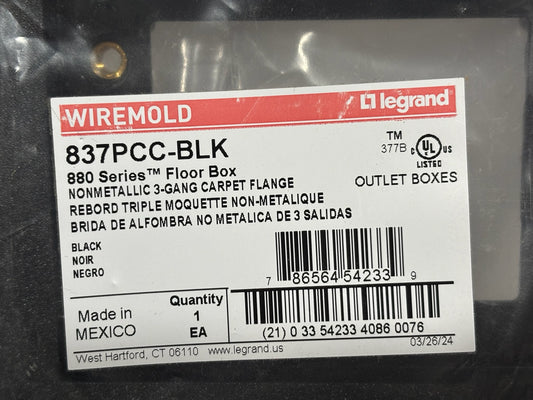 WIREMOLD
legrand
837PCC-BLK
880 Series™ Floor Box
NONMETALLIC 3-GANG CARPET FLANGE
REBORD TRIPLE MOQUETTE NON-METALIQUE
BRIDA DE ALFOMBRA NO METALICA DE 3 SALIDAS
TM
377B
C UL US
LISTED
OUTLET BOXES
BLACK
NOIR
NEGRO
7 86564 54233 9
Made in
MEXICO
Quantity
1
EA
(21) 0 33 54233 4086 0076
West Hartford, CT 06110 www.legrand.us
03/26/24